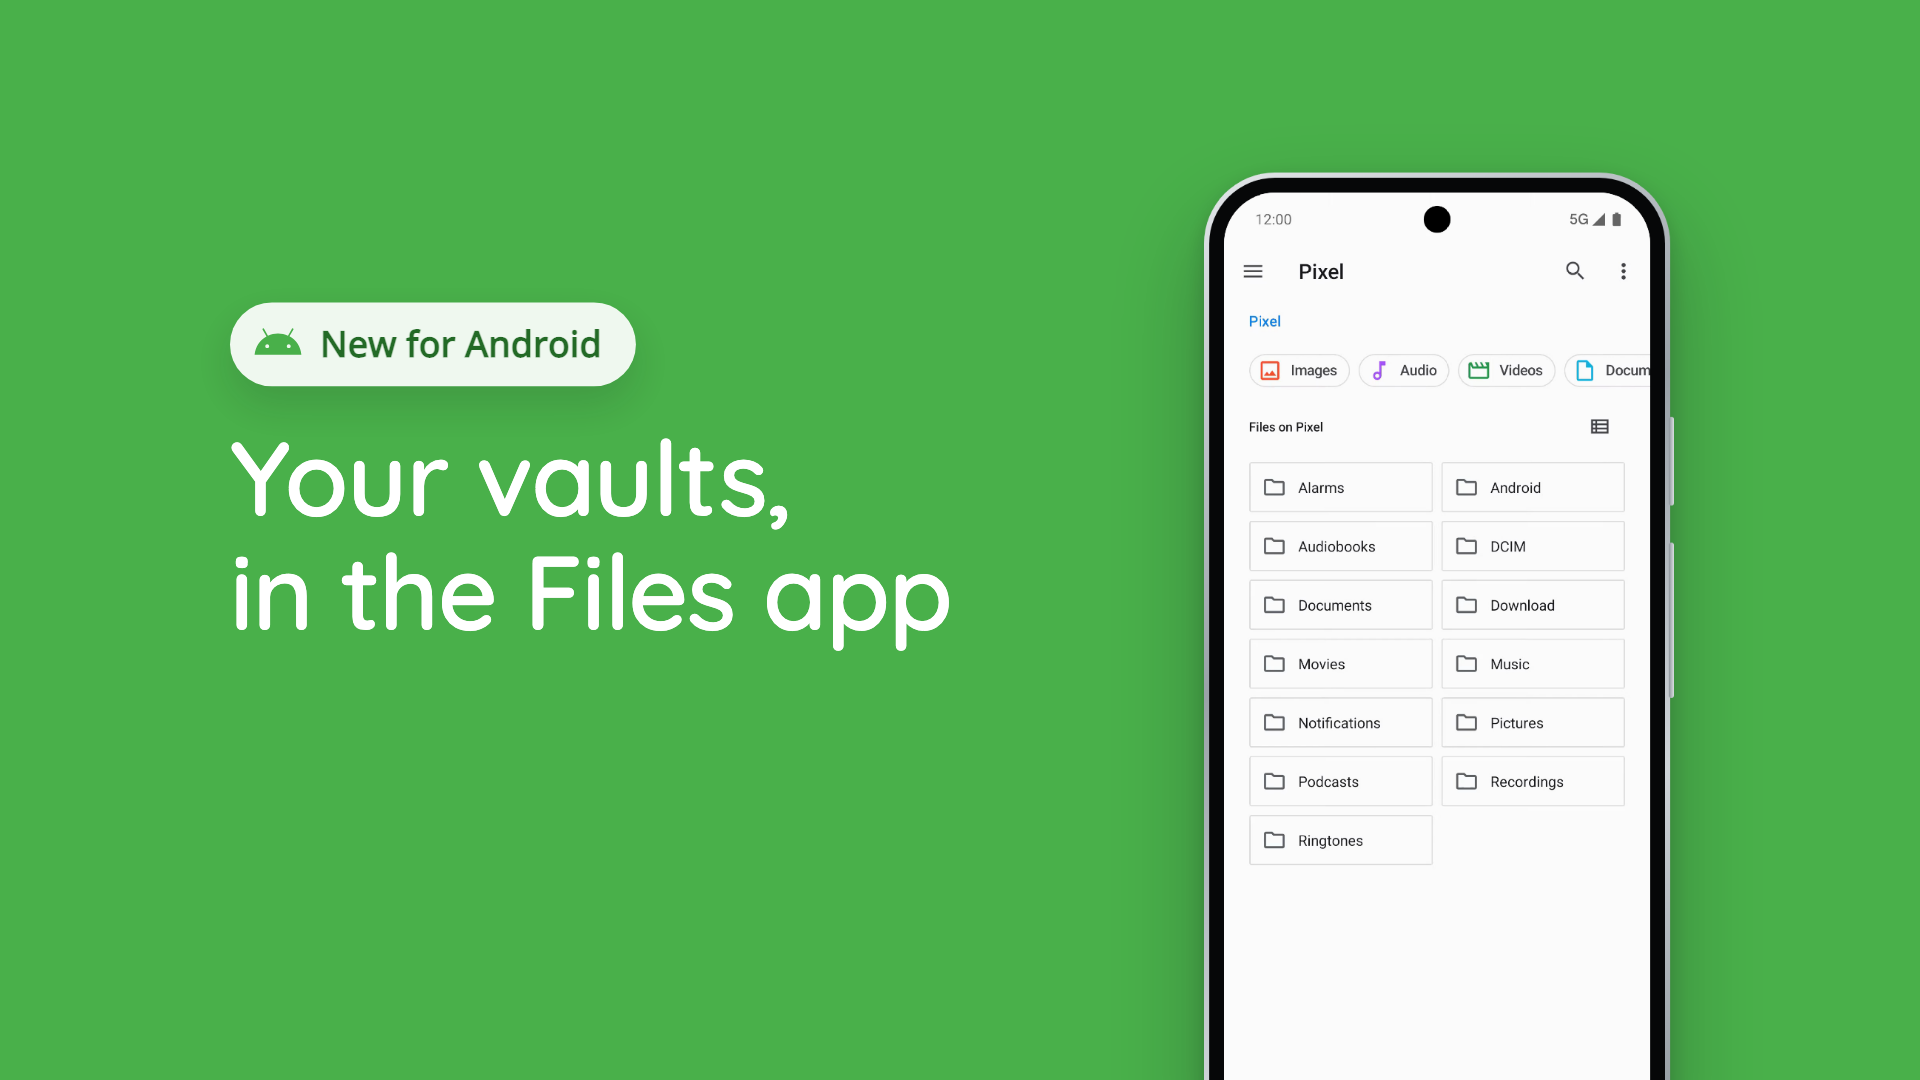 New for Android
Your vaults,
in the Files app
12:00
5G
Pixel
Pixel
Images
Audio
Videos
Docum
Files on Pixel
Alarms
Android
Audiobooks
DCIM
Documents
Download
Movies
Music
Notifications
Pictures
Podcasts
Recordings
Ringtones